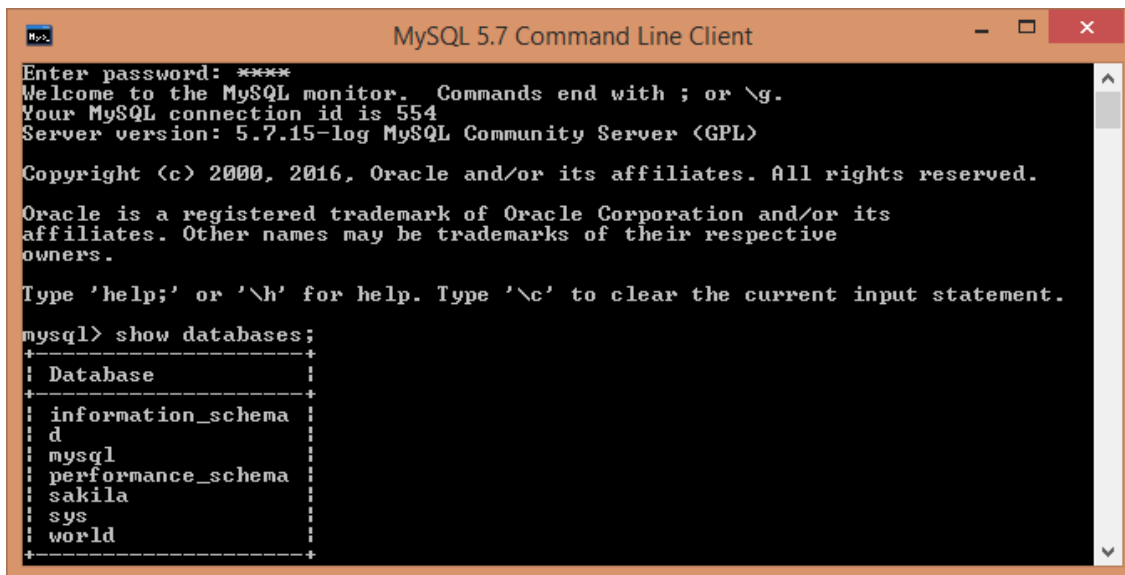 MySQL 5.7 Command Line Client
Enter password: ****
Welcome to the MySQL monitor.  Commands end with ; or \g.
Your MySQL connection id is 554
Server version: 5.7.15-log MySQL Community Server (GPL)
Copyright (c) 2000, 2016, Oracle and/or its affiliates. All rights reserved.
Oracle is a registered trademark of Oracle Corporation and/or its
affiliates. Other names may be trademarks of their respective
owners.
Type 'help;' or '\h' for help. Type '\c' to clear the current input statement.
mysql> show databases;
+--------------------+
| Database           |
+--------------------+
| information_schema |
| d                  |
| mysql              |
| performance_schema |
| sakila             |
| sys                |
| world              |
+--------------------+